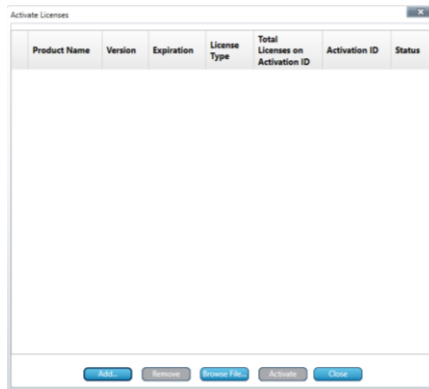 Activate Licenses
Product Name Version Expiration License Type Total Licenses on Activation ID Activation ID Status
Add... Remove Browse File... Activate Close